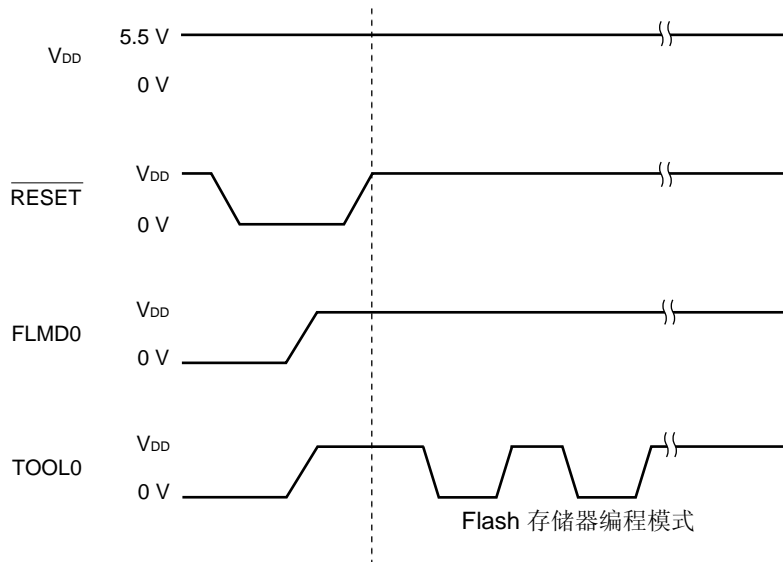 5.5 V
VDD
0 V
VDD
RESET
0 V
VDD
FLMD0
0 V
VDD
TOOL0
0 V
Flash 存储器编程模式